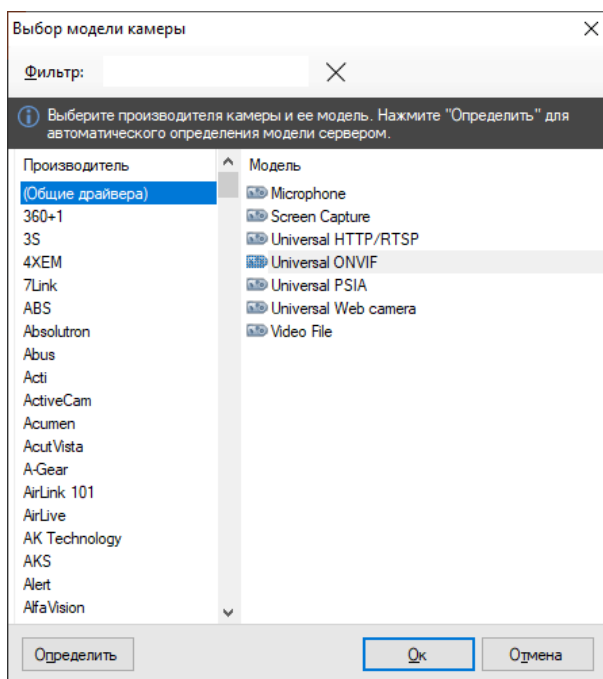 Выбор модели камеры
Фильтр:
Выберите производителя камеры и ее модель. Нажмите "Определить" для
автоматического определения модели сервером.
Производитель
(Общие драйвера)
360+1
3S
4XEM
7Link
ABS
Absolutron
Abus
Acti
ActiveCam
Acumen
AcutVista
A-Gear
AirLink 101
AirLive
AK Technology
AKS
Alert
AlfaVision
Модель
Microphone
Screen Capture
Universal HTTP/RTSP
Universal ONVIF
Universal PSIA
Universal Web camera
Video File
Определить
Ок
Отмена